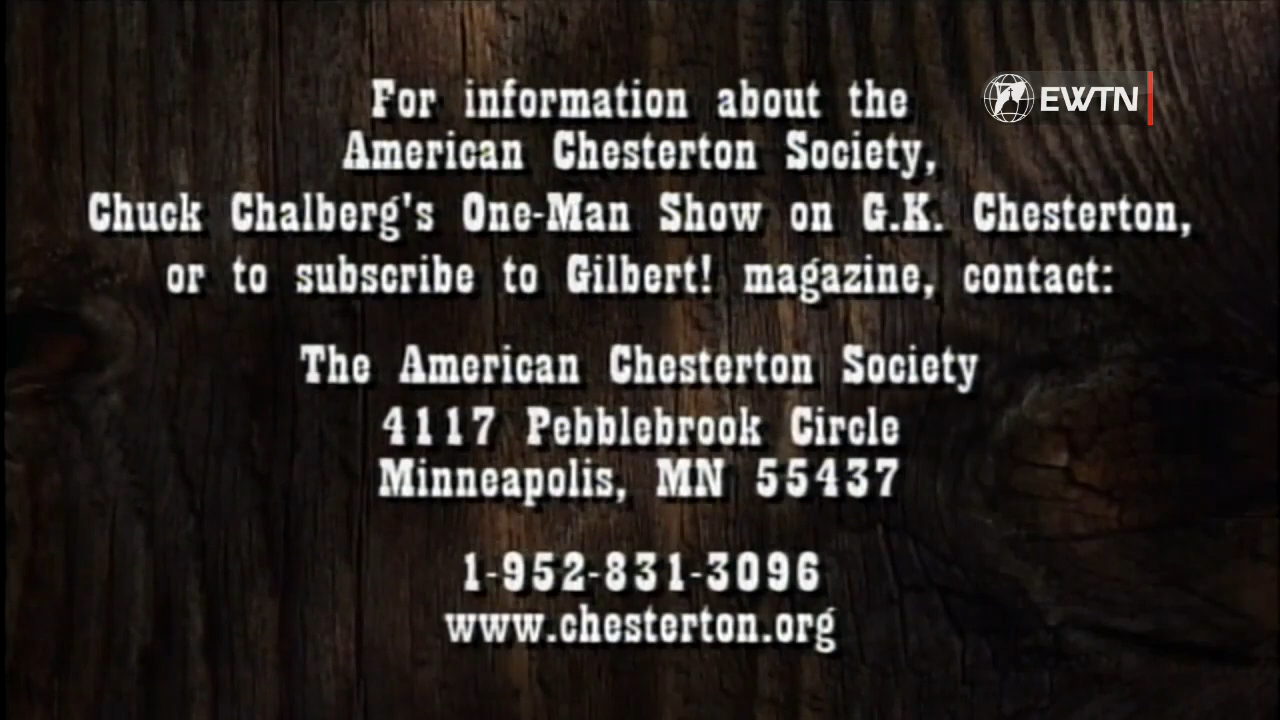 For information about the
EWTN
American Chesterton Society,
Chuck Chalberg's One-Man Show on G.K. Chesterton,
or to subscribe to Gilbert! magazine, contact:
The American Chesterton Society
4117 Pebblebrook Circle
Minneapolis, MN 55437
1-952-831-3096
www.chesterton.org